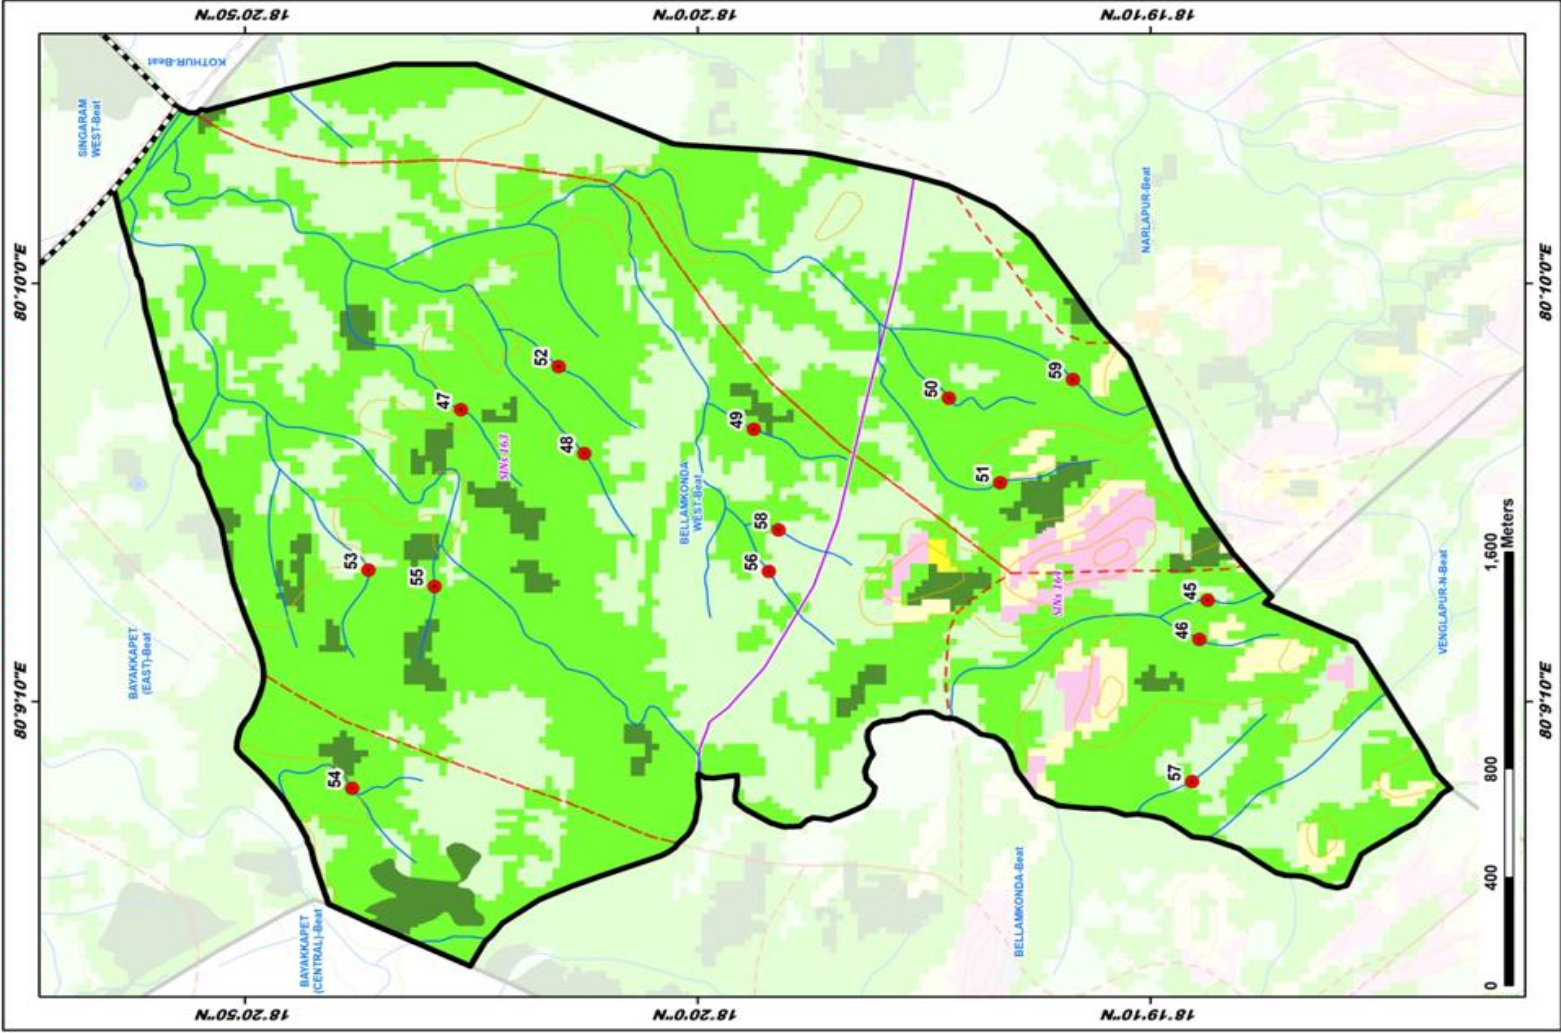 18°20'50"N
18°20'0"N
18°19'10"N
KOTHUR-Beat
SINGARAM
WEST-Beat
80°10'0"E
80°10'0"E
NARLAPUR-Beat
52
47
50
59
49
48
SINs 163
51
BELLAMKONDA
WEST-Beat
58
53
56
55
SINs
45
46
BAYAKKAPET
(EAST)-Beat
VENGLAPUR-N-Beat
80°9'10"E
80°9'10"E
54
57
BAYAKKAPET
(CENTRAL)-Beat
BELLAMKONDA-Beat
0
400
800
1,600
Meters
18°20'50"N
18°20'0"N
18°19'10"N